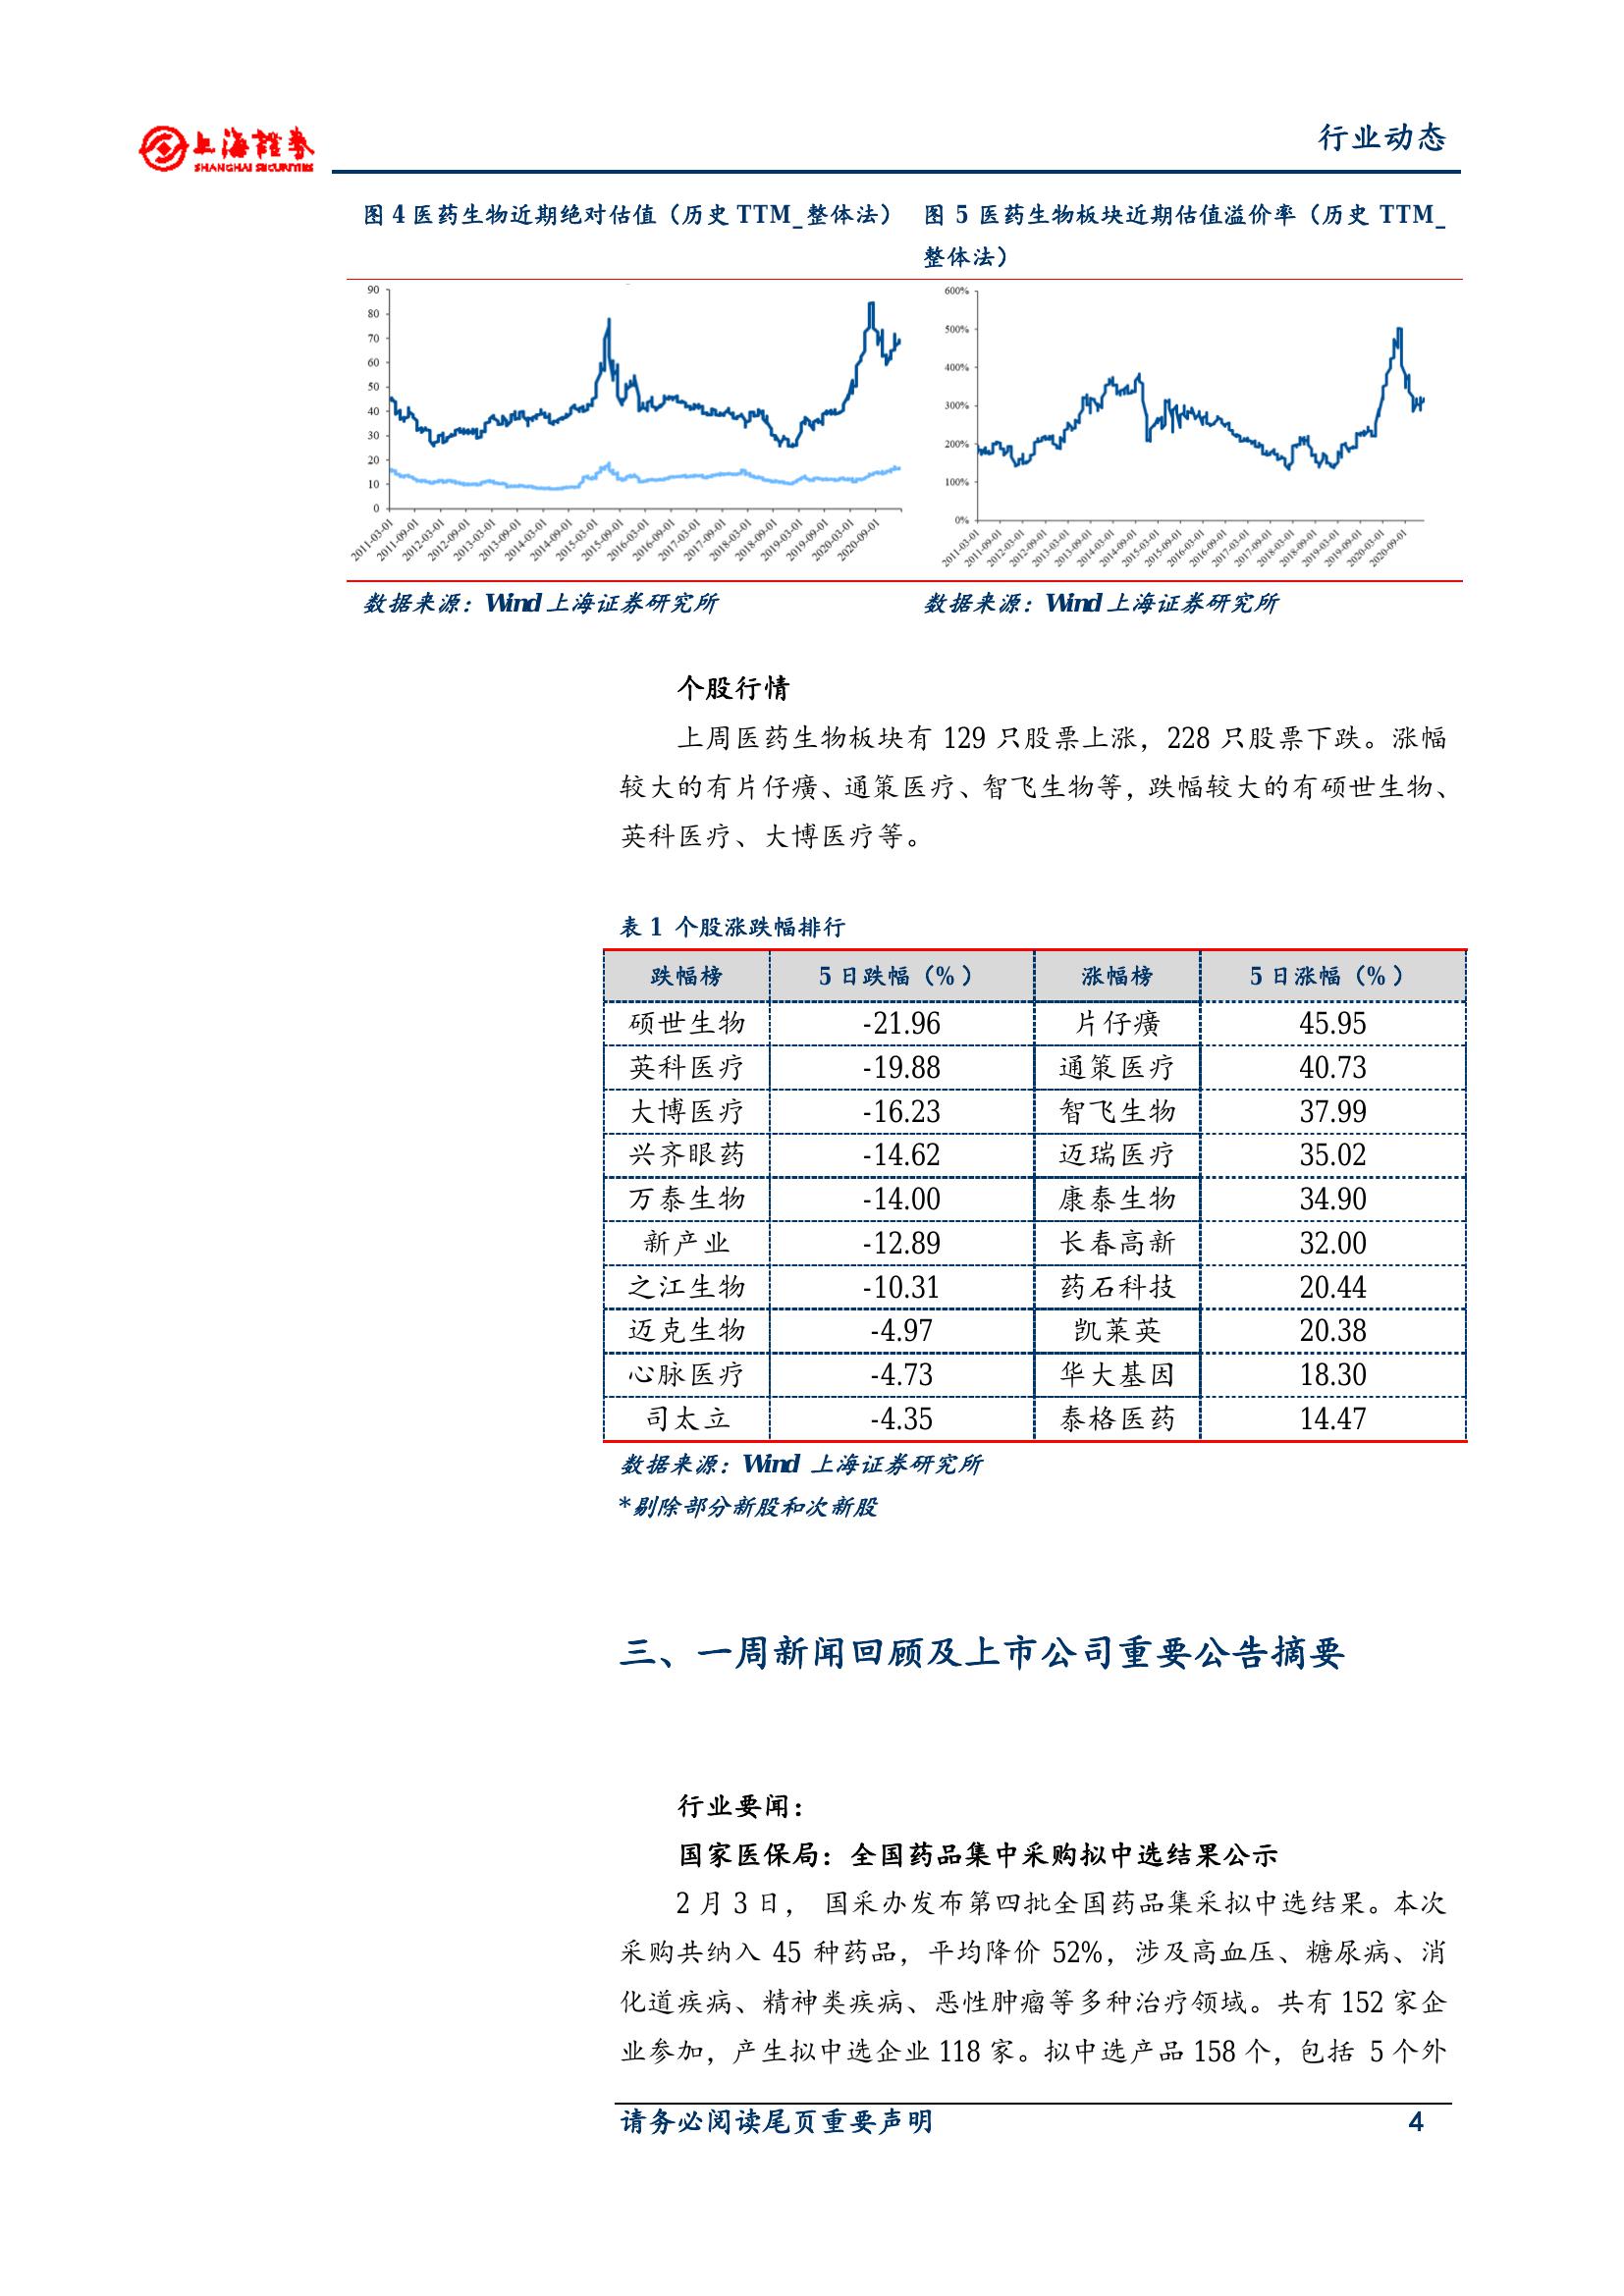 上海證券
SHANGHAI SECURITIES
行业动态
图 4 医药生物近期绝对估值（历史 TTM_整体法）
图 5 医药生物板块近期估值溢价率（历史 TTM_
整体法）
90
80
70
60
50
40
30
20
10
0
2011-03-01
2011-09-01
2012-03-01
2012-09-01
2013-03-01
2013-09-01
2014-03-01
2014-09-01
2015-03-01
2015-09-01
2016-03-01
2016-09-01
2017-03-01
2017-09-01
2018-03-01
2018-09-01
2019-03-01
2019-09-01
2020-03-01
2020-09-01
600%
500%
400%
300%
200%
100%
0%
2011-03-01
2011-09-01
2012-03-01
2012-09-01
2013-03-01
2013-09-01
2014-03-01
2014-09-01
2015-03-01
2015-09-01
2016-03-01
2016-09-01
2017-03-01
2017-09-01
2018-03-01
2018-09-01
2019-03-01
2019-09-01
2020-03-01
2020-09-01
数据来源：Wind 上海证券研究所
数据来源：Wind 上海证券研究所
个股行情
上周医药生物板块有 129 只股票上涨，228 只股票下跌。涨幅
较大的有片仔癀、通策医疗、智飞生物等，跌幅较大的有硕世生物、
英科医疗、大博医疗等。
表 1 个股涨跌幅排行
跌幅榜 5 日跌幅（%） 涨幅榜 5 日涨幅（%）
硕世生物 -21.96 片仔癀 45.95
英科医疗 -19.88 通策医疗 40.73
大博医疗 -16.23 智飞生物 37.99
兴齐眼药 -14.62 迈瑞医疗 35.02
万泰生物 -14.00 康泰生物 34.90
新产业 -12.89 长春高新 32.00
之江生物 -10.31 药石科技 20.44
迈克生物 -4.97 凯莱英 20.38
心脉医疗 -4.73 华大基因 18.30
司太立 -4.35 泰格医药 14.47
数据来源：Wind 上海证券研究所
*剔除部分新股和次新股
三、一周新闻回顾及上市公司重要公告摘要
行业要闻：
国家医保局：全国药品集中采购拟中选结果公示
2 月 3 日， 国采办发布第四批全国药品集采拟中选结果。本次
采购共纳入 45 种药品，平均降价 52%，涉及高血压、糖尿病、消
化道疾病、精神类疾病、恶性肿瘤等多种治疗领域。共有 152 家企
业参加，产生拟中选企业 118 家。拟中选产品 158 个，包括 5 个外
请务必阅读尾页重要声明
4